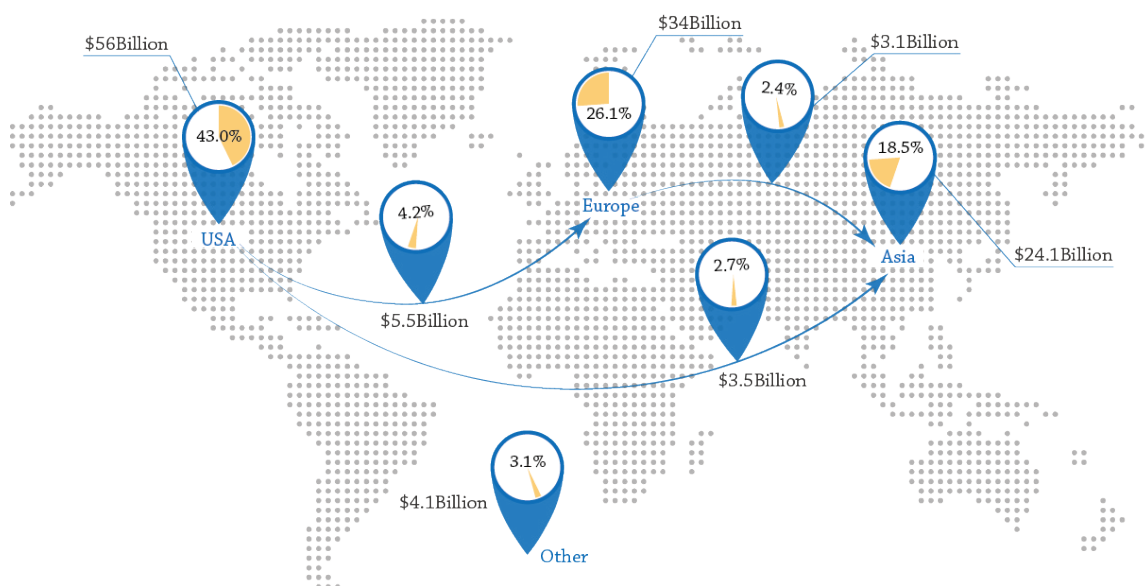 $34Billion
$56Billion
$3.1Billion
2.4%
26.1%
43.0%
18.5%
Europe
4.2%
USA
Asia
$24.1Billion
2.7%
$5.5Billion
$3.5Billion
3.1%
$4.1Billion
Other